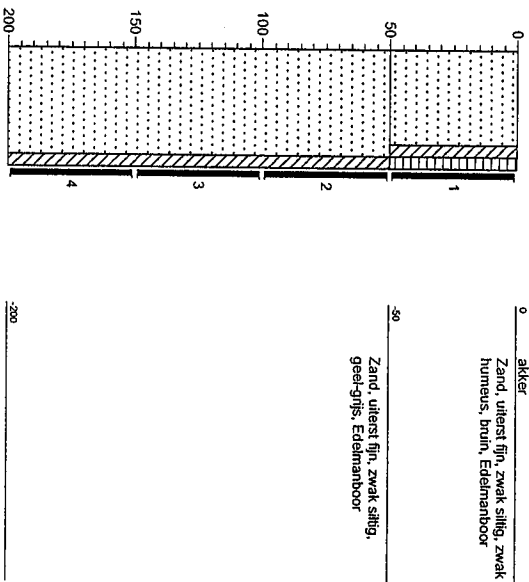 0
50
100
150
200
1
2
3
4
0
akker
Zand, uiterst fijn, zwak siltig, zwak
humeus, bruin, Edelmanboor
-50
Zand, uiterst fijn, zwak siltig,
geel-grijs, Edelmanboor
-200